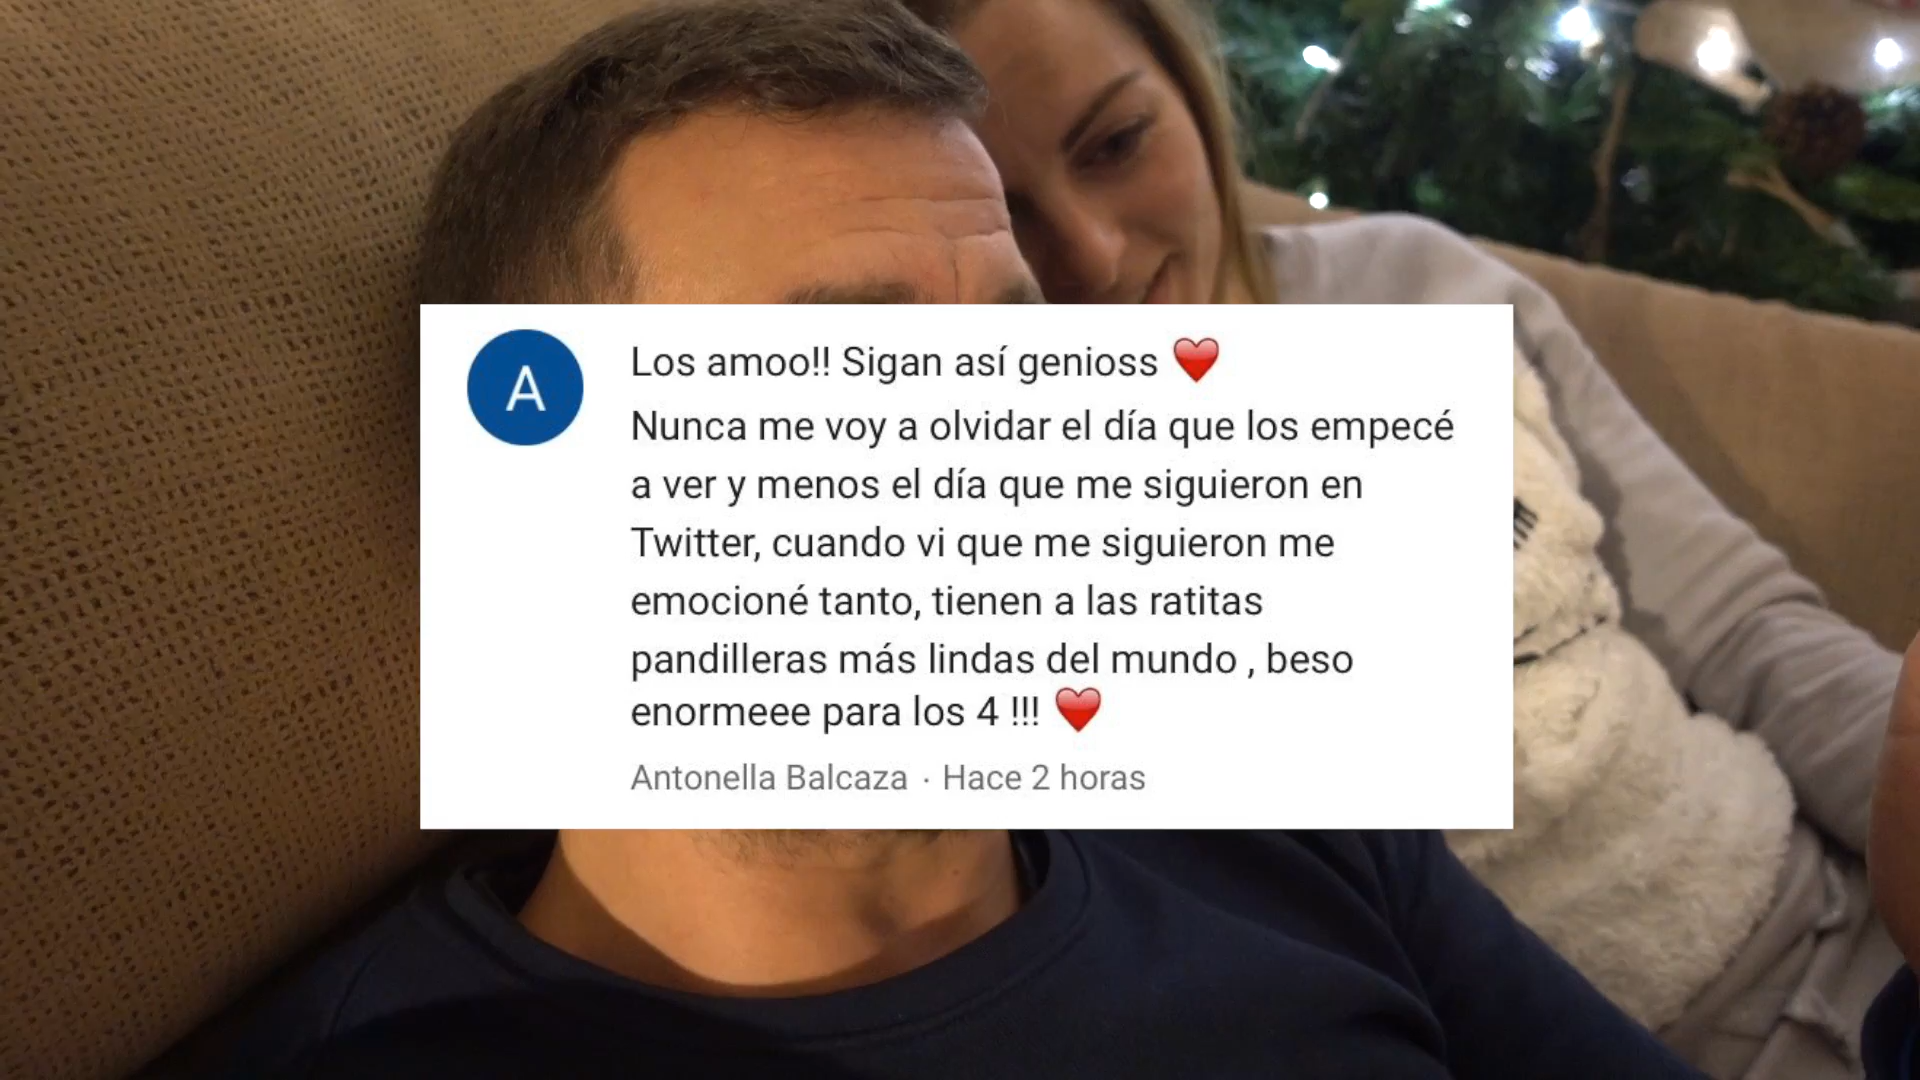 A
Los amoo!! Sigan así genioss ❤️
Nunca me voy a olvidar el día que los empecé
a ver y menos el día que me siguieron en
Twitter, cuando vi que me siguieron me
emocioné tanto, tienen a las ratitas
pandilleras más lindas del mundo , beso
enormeee para los 4 !!! ❤️
Antonella Balcaza · Hace 2 horas